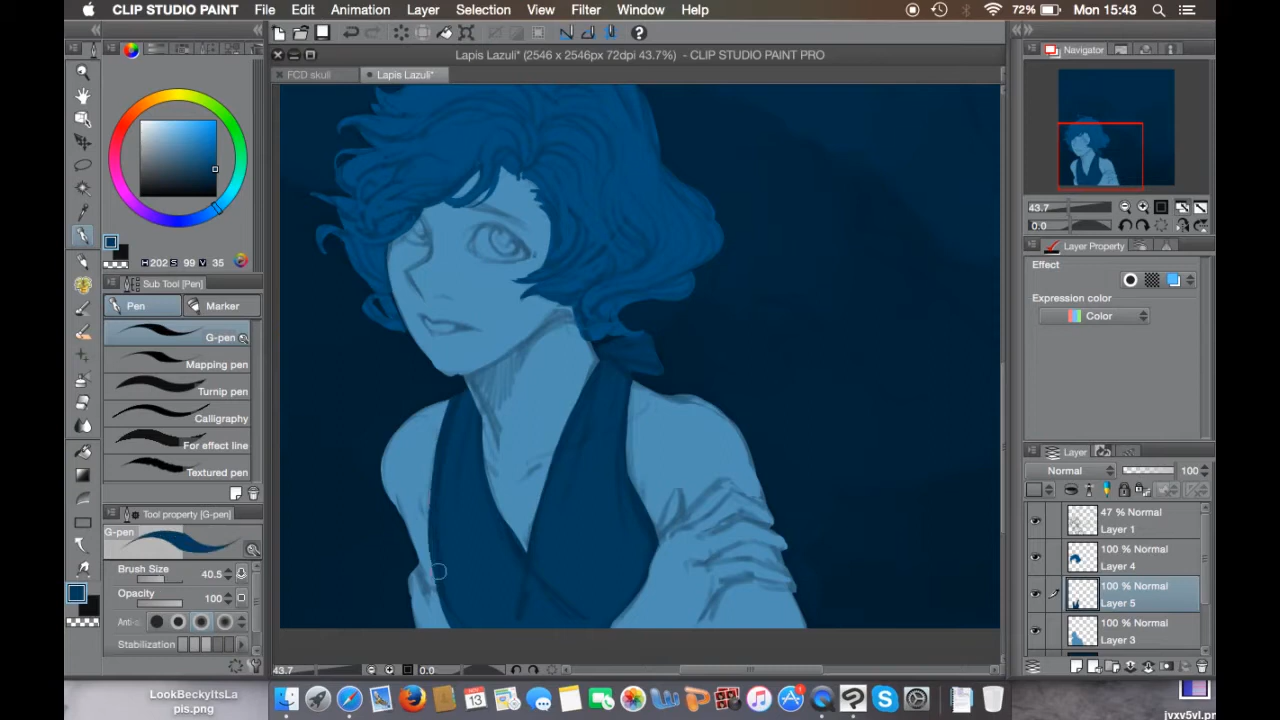 CLIP STUDIO PAINT File Edit Animation Layer Selection View Filter Window Help 72% Mon 15:43
Lapis Lazuli* (2546 x 2546px 72dpi 43.7%) - CLIP STUDIO PAINT PRO
FCD skull Lapis Lazuli*
Navigator
43.7
0.0
Layer Property
Effect
Expression color
Color
H 202 S 99 V 35
Sub Tool [Pen]
Pen Marker
G-pen
Mapping pen
Turnip pen
Calligraphy
For effect line
Textured pen
Tool property [G-pen]
G-pen
Brush Size 40.5
Opacity 100
Anti-a
Stabilization
Layer
Normal 100
47 % Normal
Layer 1
100 % Normal
Layer 4
100 % Normal
Layer 5
100 % Normal
Layer 3
43.7 0.0
LookBeckyItsLa
pis.png
jvxv5vl.pn